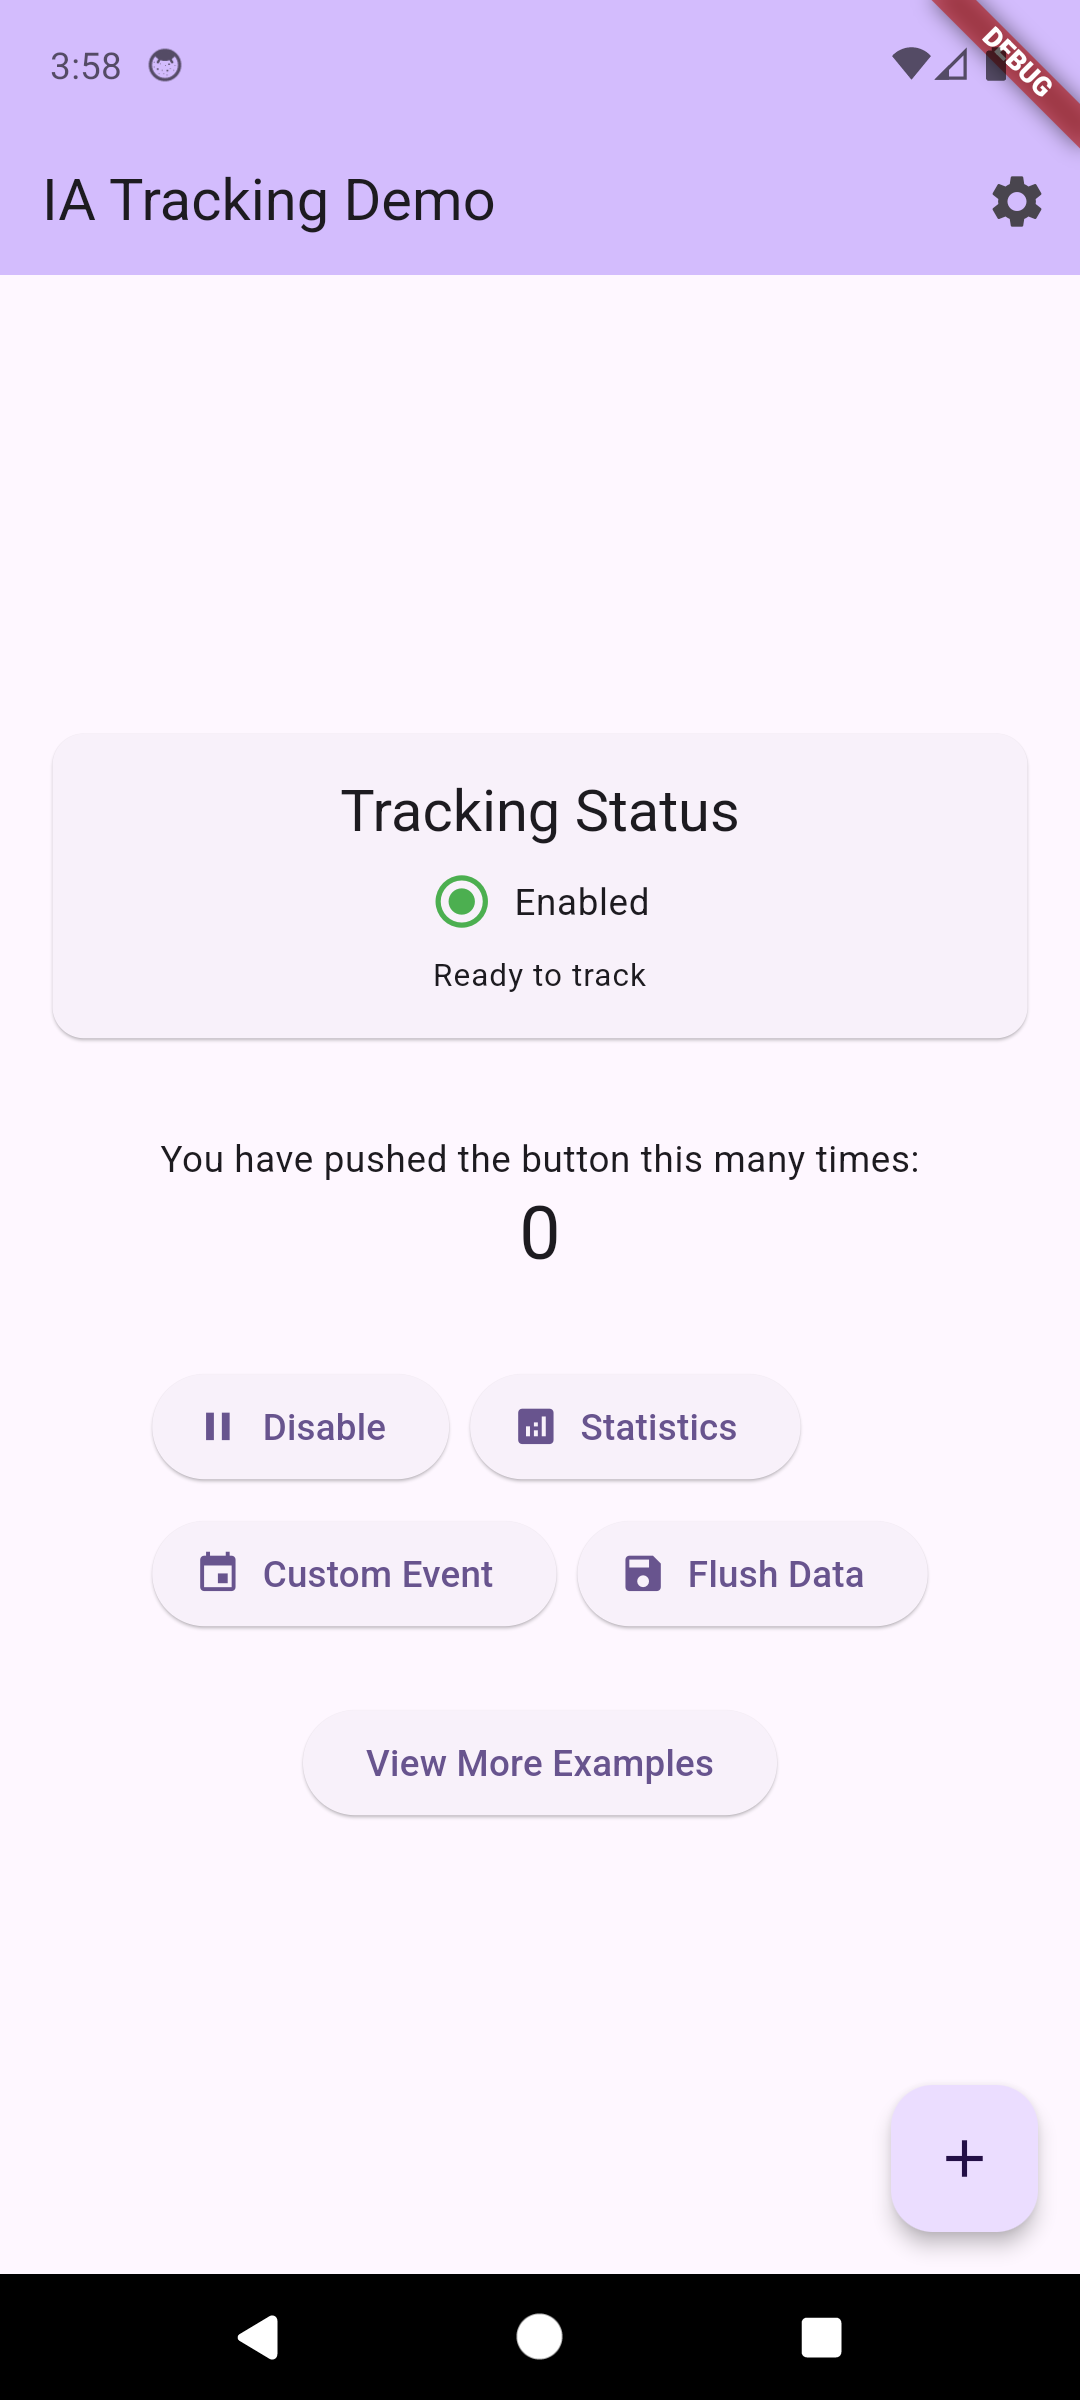 3:58
DEBUG
IA Tracking Demo
Tracking Status
Enabled
Ready to track
You have pushed the button this many times:
0
Disable
Statistics
Custom Event
Flush Data
View More Examples